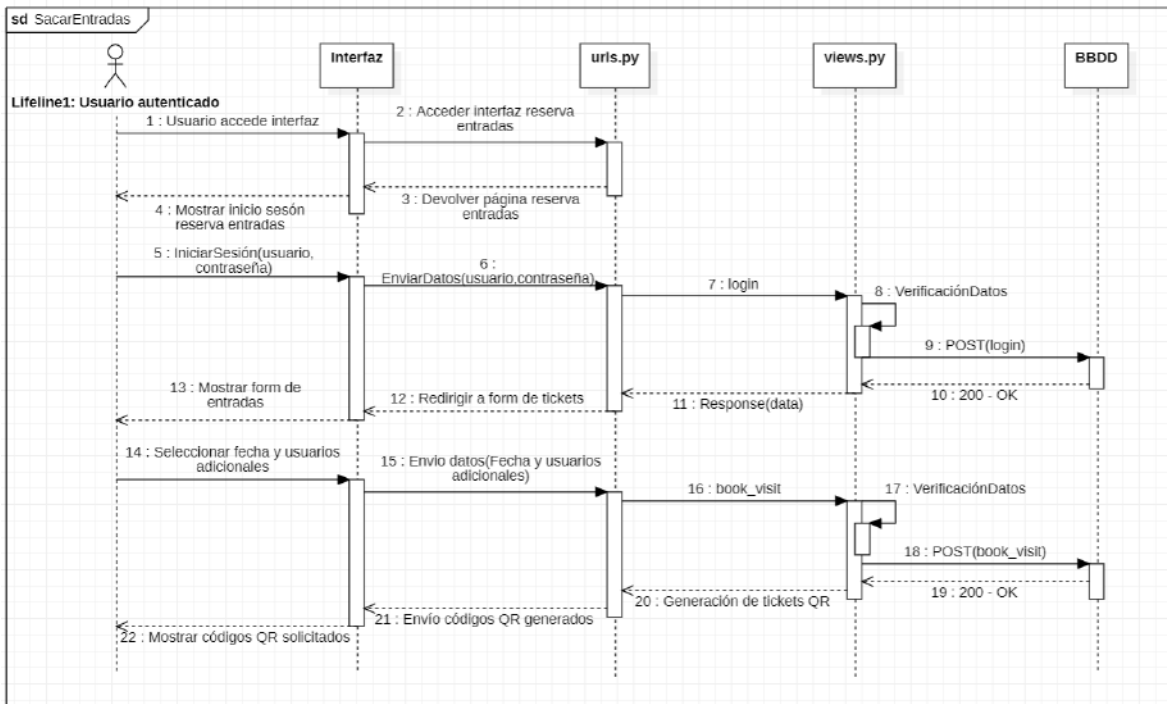 sd SacarEntradas
Interfaz
urls.py
views.py
BBDD
Lifeline1: Usuario autenticado
1 : Usuario accede interfaz
2 : Acceder interfaz reserva
entradas
3 : Devolver página reserva
entradas
4 : Mostrar inicio sesón
reserva entradas
5 : IniciarSesión(usuario,
contraseña)
6 :
EnviarDatos(usuario,contraseña)
7 : login
8 : VerificaciónDatos
9 : POST(login)
10 : 200 - OK
11 : Response(data)
12 : Redirigir a form de tickets
13 : Mostrar form de
entradas
14 : Seleccionar fecha y usuarios
adicionales
15 : Envio datos(Fecha y usuarios
adicionales)
16 : book_visit
17 : VerificaciónDatos
18 : POST(book_visit)
19 : 200 - OK
20 : Generación de tickets QR
21 : Envío códigos QR generados
22 : Mostrar códigos QR solicitados